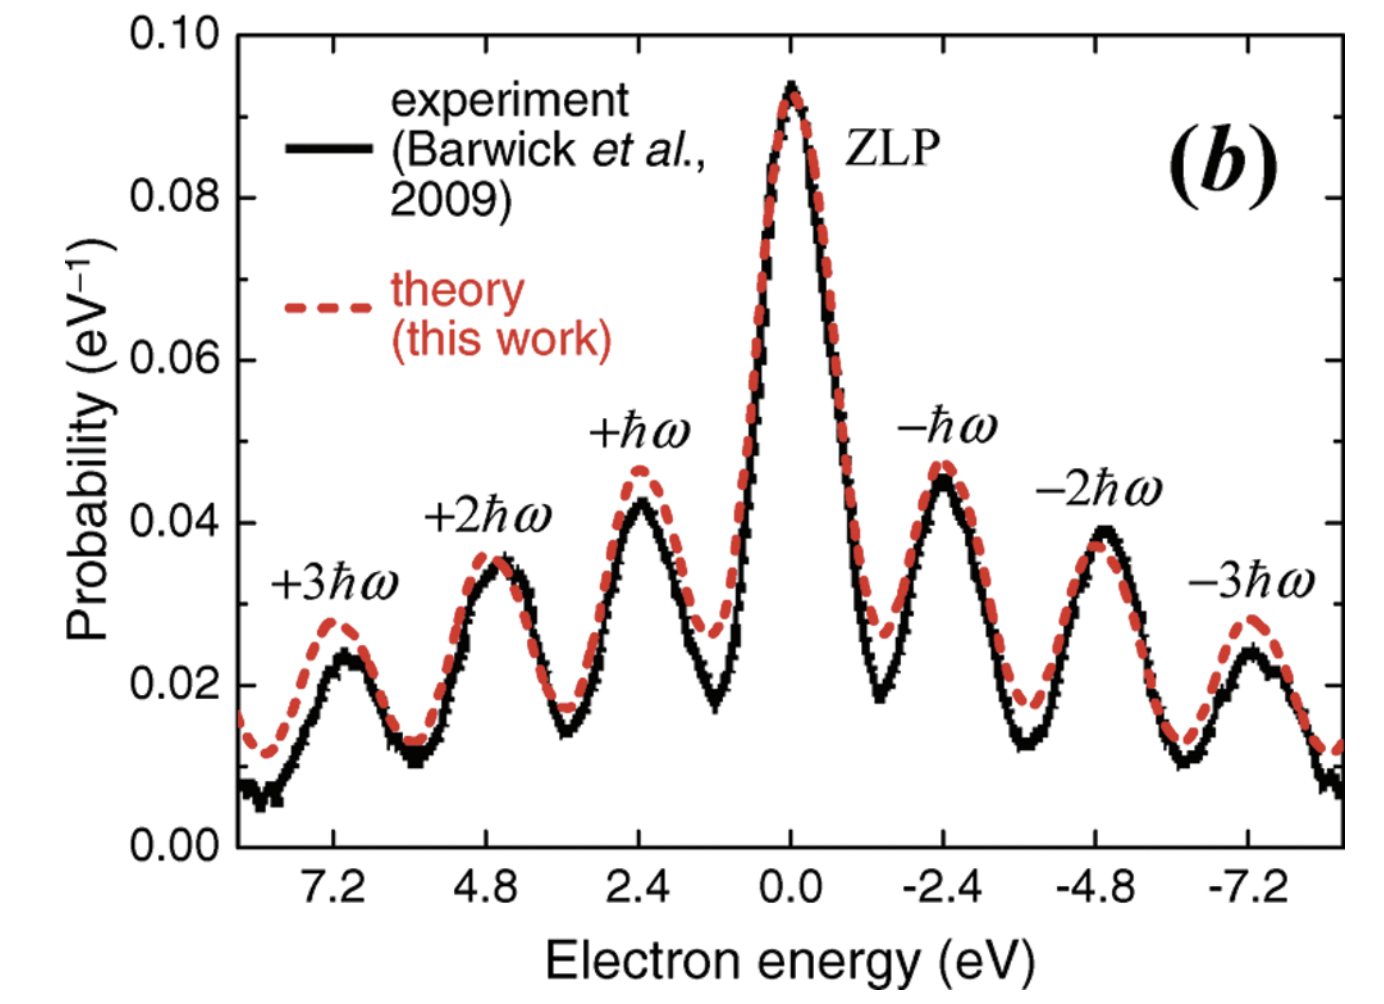 0.10
0.08
0.06
0.04
0.02
0.00
Probability (eV⁻¹)
experiment
(Barwick et al.,
2009)
theory
(this work)
ZLP
(b)
+3ℏω
+2ℏω
+ℏω
−ℏω
−2ℏω
−3ℏω
7.2 4.8 2.4 0.0 -2.4 -4.8 -7.2
Electron energy (eV)